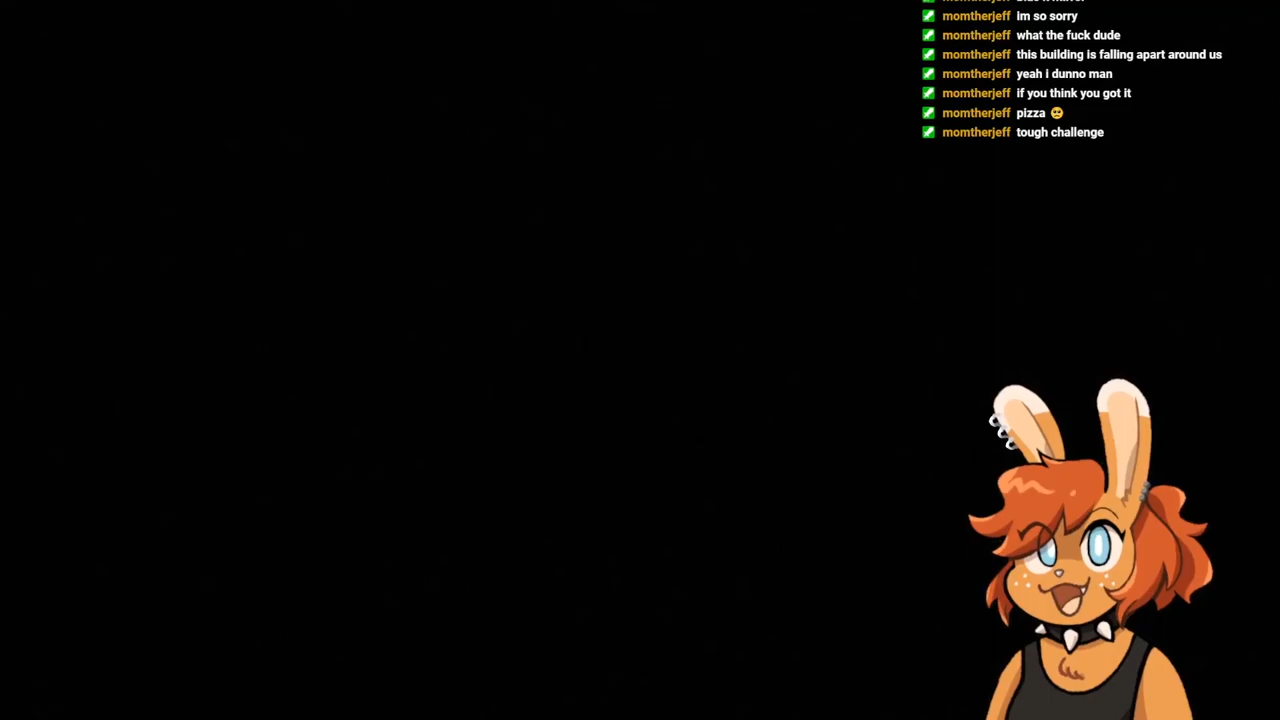 momtherjeff Im so sorry
momtherjeff what the fuck dude
momtherjeff this building is falling apart around us
momtherjeff yeah i dunno man
momtherjeff if you think you got it
momtherjeff pizza 🥺
momtherjeff tough challenge